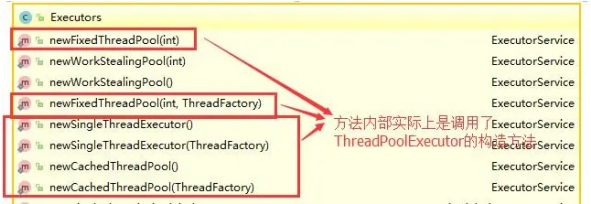 Executors
newFixedThreadPool(int) ExecutorService
newWorkStealingPool(int) ExecutorService
newWorkStealingPool() ExecutorService
newFixedThreadPool(int, ThreadFactory) ExecutorService
newSingleThreadExecutor() ExecutorService
方法内部实际上是调用了
newSingleThreadExecutor(ThreadFactory) ExecutorService
ThreadPoolExecutor的构造方法
newCachedThreadPool() ExecutorService
newCachedThreadPool(ThreadFactory) ExecutorService